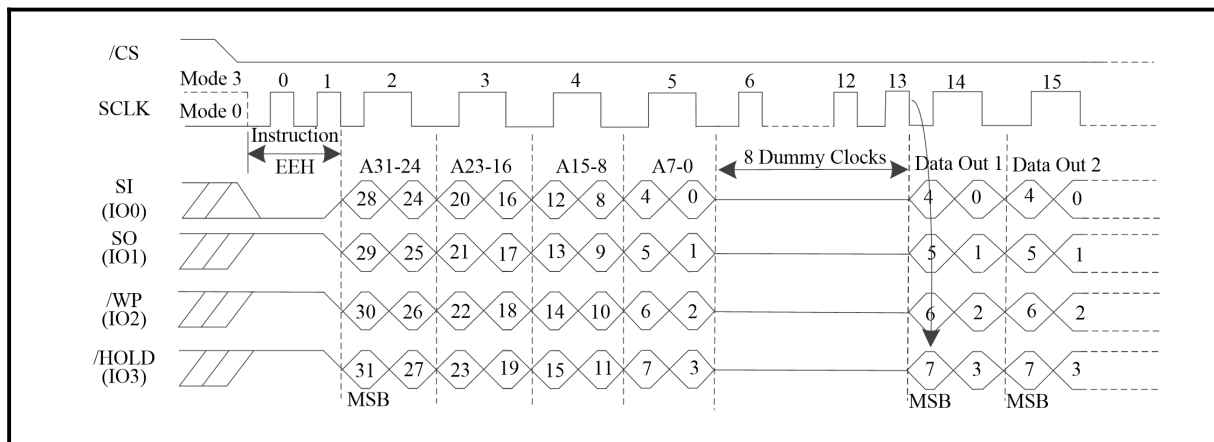 /CS
Mode 3 0 1 2 3 4 5 6 12 13 14 15
SCLK Mode 0
Instruction
EEH A31-24 A23-16 A15-8 A7-0 8 Dummy Clocks Data Out 1 Data Out 2
SI
(IO0) 28 24 20 16 12 8 4 0 4 0 4 0
SO
(IO1) 29 25 21 17 13 9 5 1 5 1 5 1
/WP
(IO2) 30 26 22 18 14 10 6 2 6 2 6 2
/HOLD
(IO3) 31 27 23 19 15 11 7 3 7 3 7 3
MSB MSB MSB